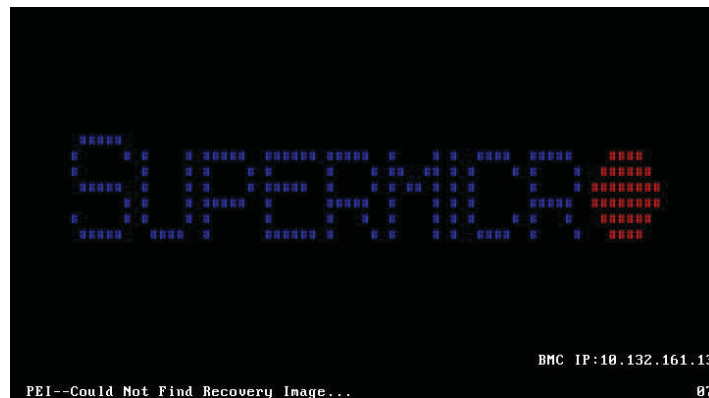 SUPERMICRO
BMC IP:10.132.161.13
PEI--Could Not Find Recovery Image...
07